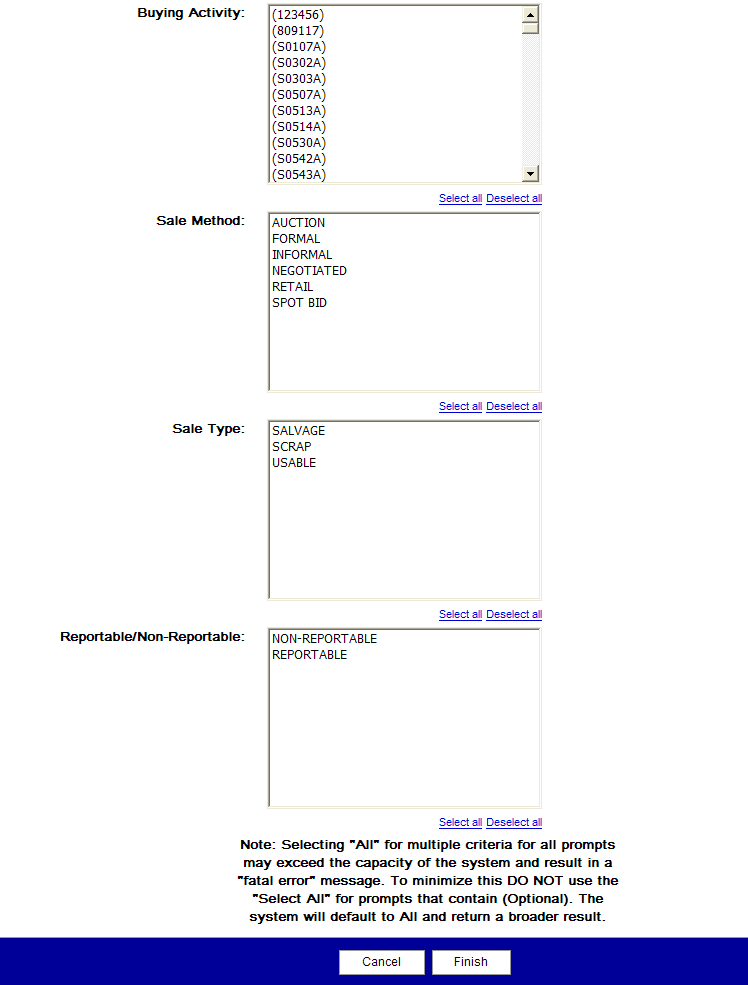 Buying Activity:
(123456)
(809117)
(S0107A)
(S0302A)
(S0303A)
(S0507A)
(S0513A)
(S0514A)
(S0530A)
(S0542A)
(S0543A)
Select all Deselect all
Sale Method:
AUCTION
FORMAL
INFORMAL
NEGOTIATED
RETAIL
SPOT BID
Select all Deselect all
Sale Type:
SALVAGE
SCRAP
USABLE
Select all Deselect all
Reportable/Non-Reportable:
NON-REPORTABLE
REPORTABLE
Select all Deselect all
Note: Selecting "All" for multiple criteria for all prompts
may exceed the capacity of the system and result in a
"fatal error" message. To minimize this DO NOT use the
"Select All" for prompts that contain (Optional). The
system will default to All and return a broader result.
Cancel Finish